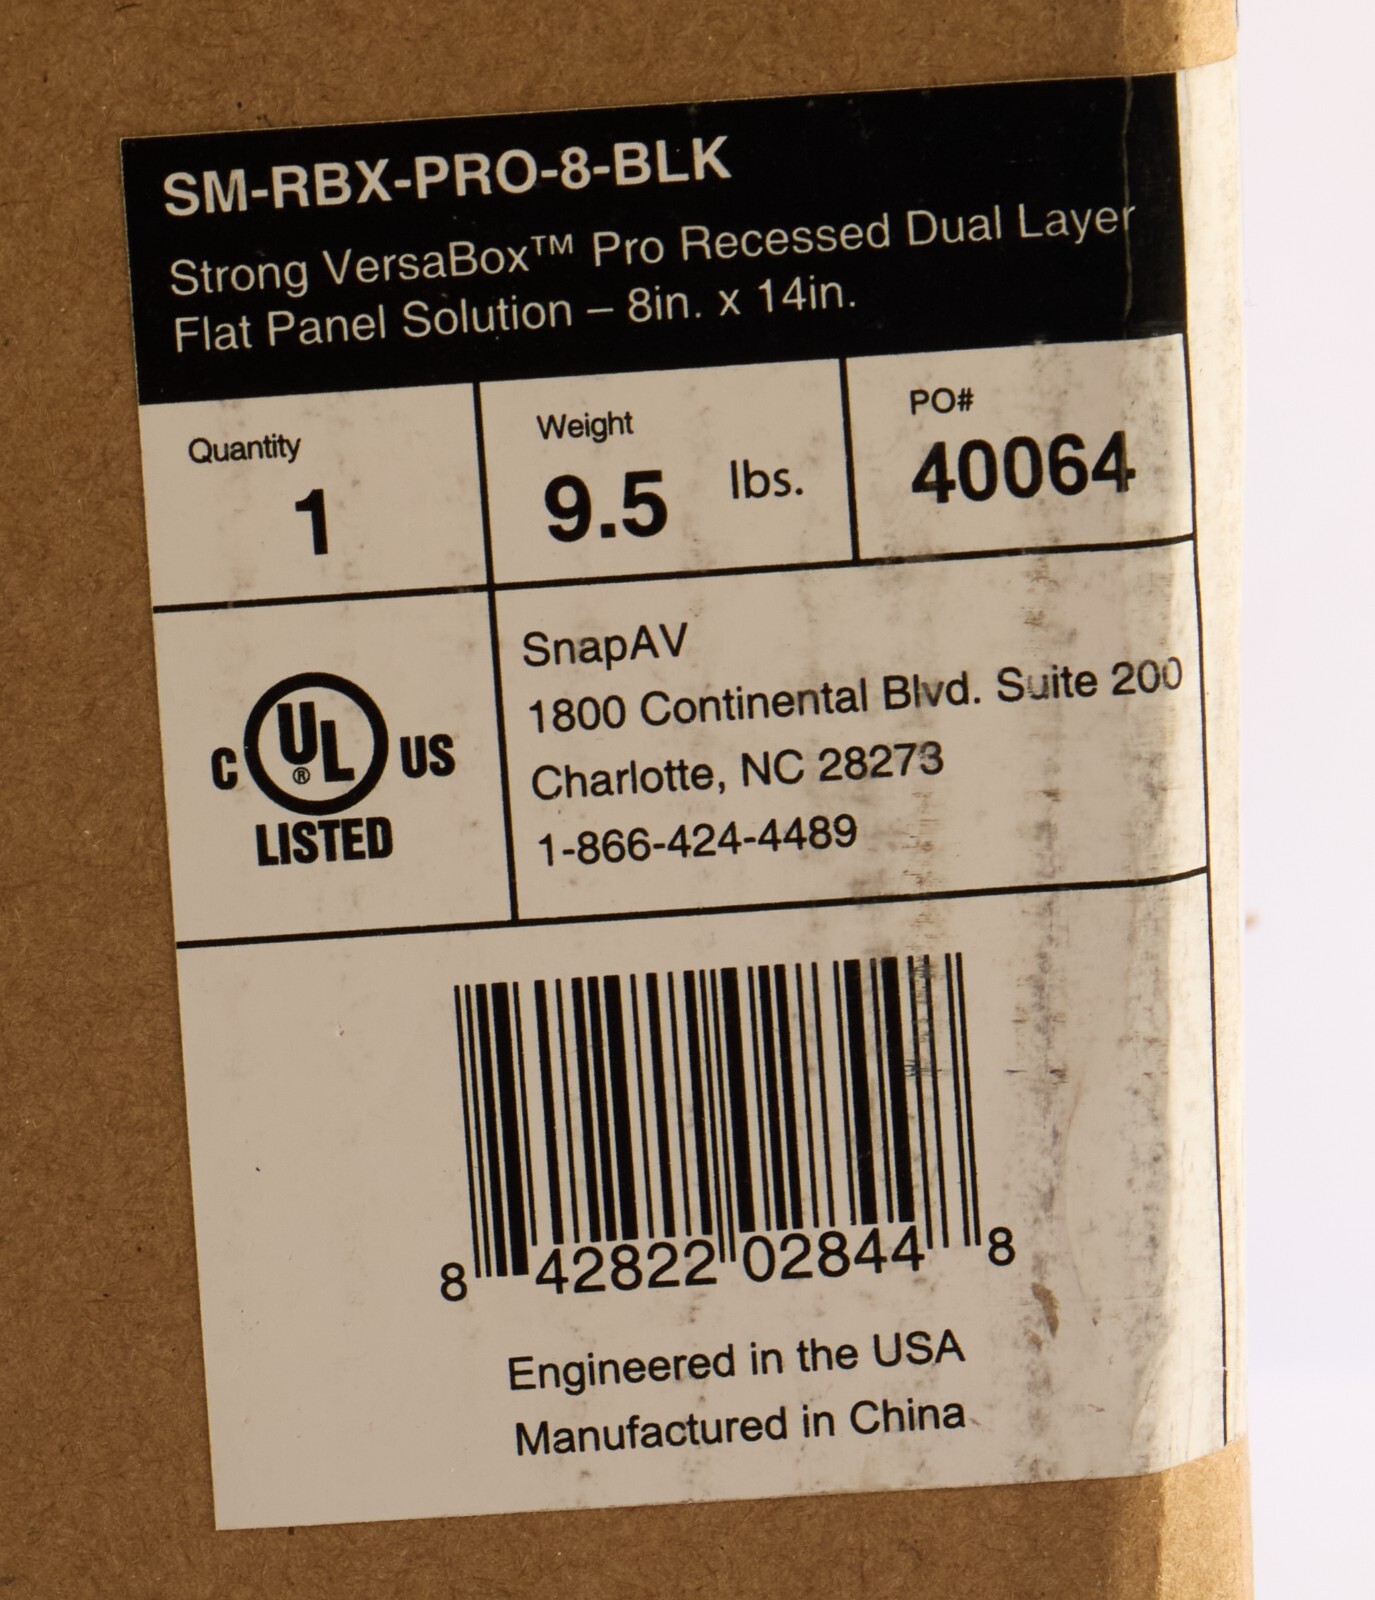 SM-RBX-PRO-8-BLK
Strong VersaBox™ Pro Recessed Dual Layer
Flat Panel Solution – 8in. x 14in.
Quantity
1
Weight
9.5 lbs.
PO#
40064
C UL® US
LISTED
SnapAV
1800 Continental Blvd. Suite 200
Charlotte, NC 28273
1-866-424-4489
8 42822 02844 8
Engineered in the USA
Manufactured in China